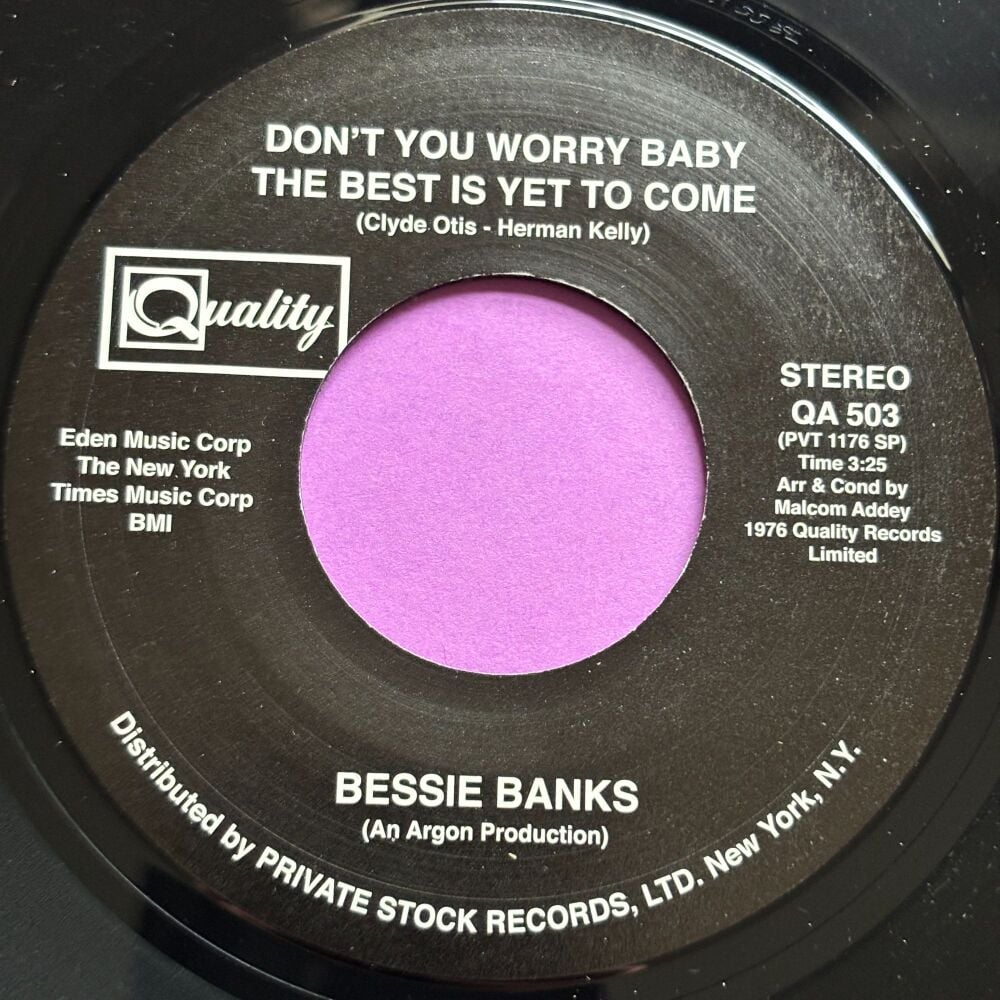 DON'T YOU WORRY BABY
THE BEST IS YET TO COME
(Clyde Otis - Herman Kelly)
Quality
Eden Music Corp
The New York
Times Music Corp
BMI
STEREO
QA 503
(PVT 1176 SP)
Time 3:25
Arr & Cond by
Malcom Addey
1976 Quality Records
Limited
BESSIE BANKS
(An Argon Production)
Distributed by PRIVATE STOCK RECORDS, LTD. New York, N.Y.